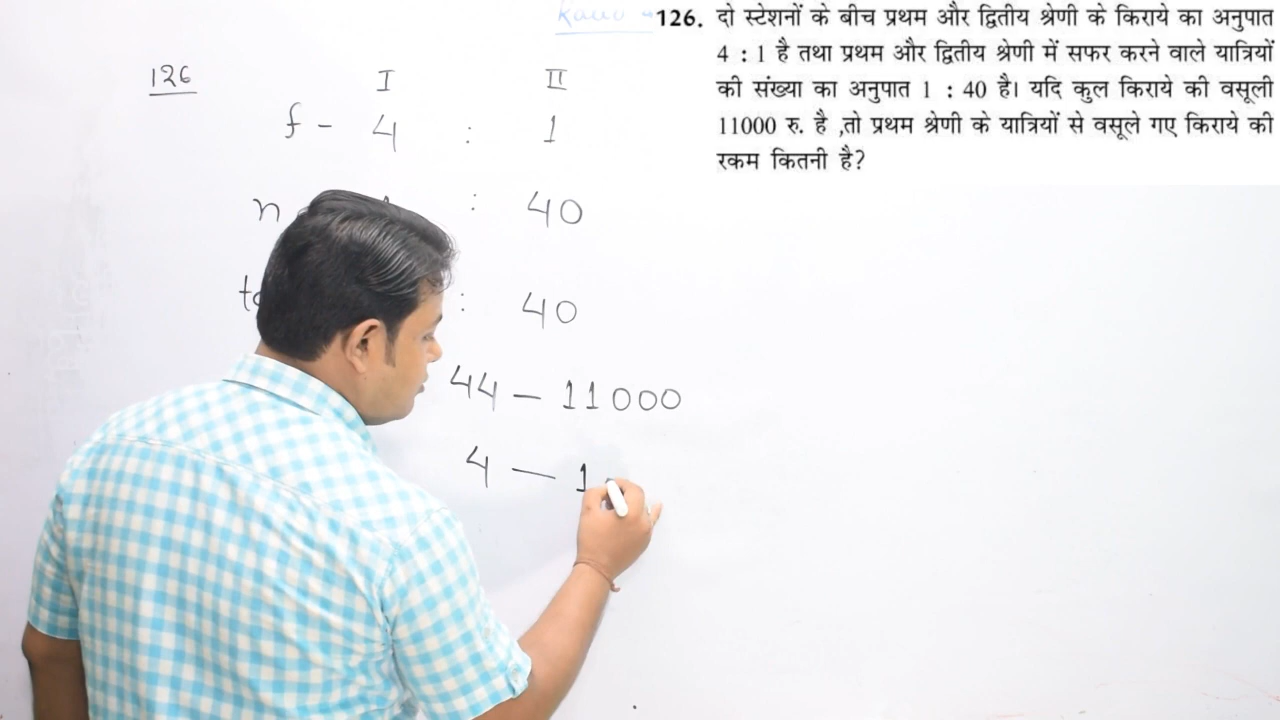 126. दो स्टेशनों के बीच प्रथम और द्वितीय श्रेणी के किराये का अनुपात
4 : 1 है तथा प्रथम और द्वितीय श्रेणी में सफर करने वाले यात्रियों
की संख्या का अनुपात 1 : 40 है। यदि कुल किराये की वसूली
11000 रु. है ,तो प्रथम श्रेणी के यात्रियों से वसूले गए किराये की
रकम कितनी है?
126 I II
f - 4 : 1
n : 40
: 40
44 - 11000
4 - 1